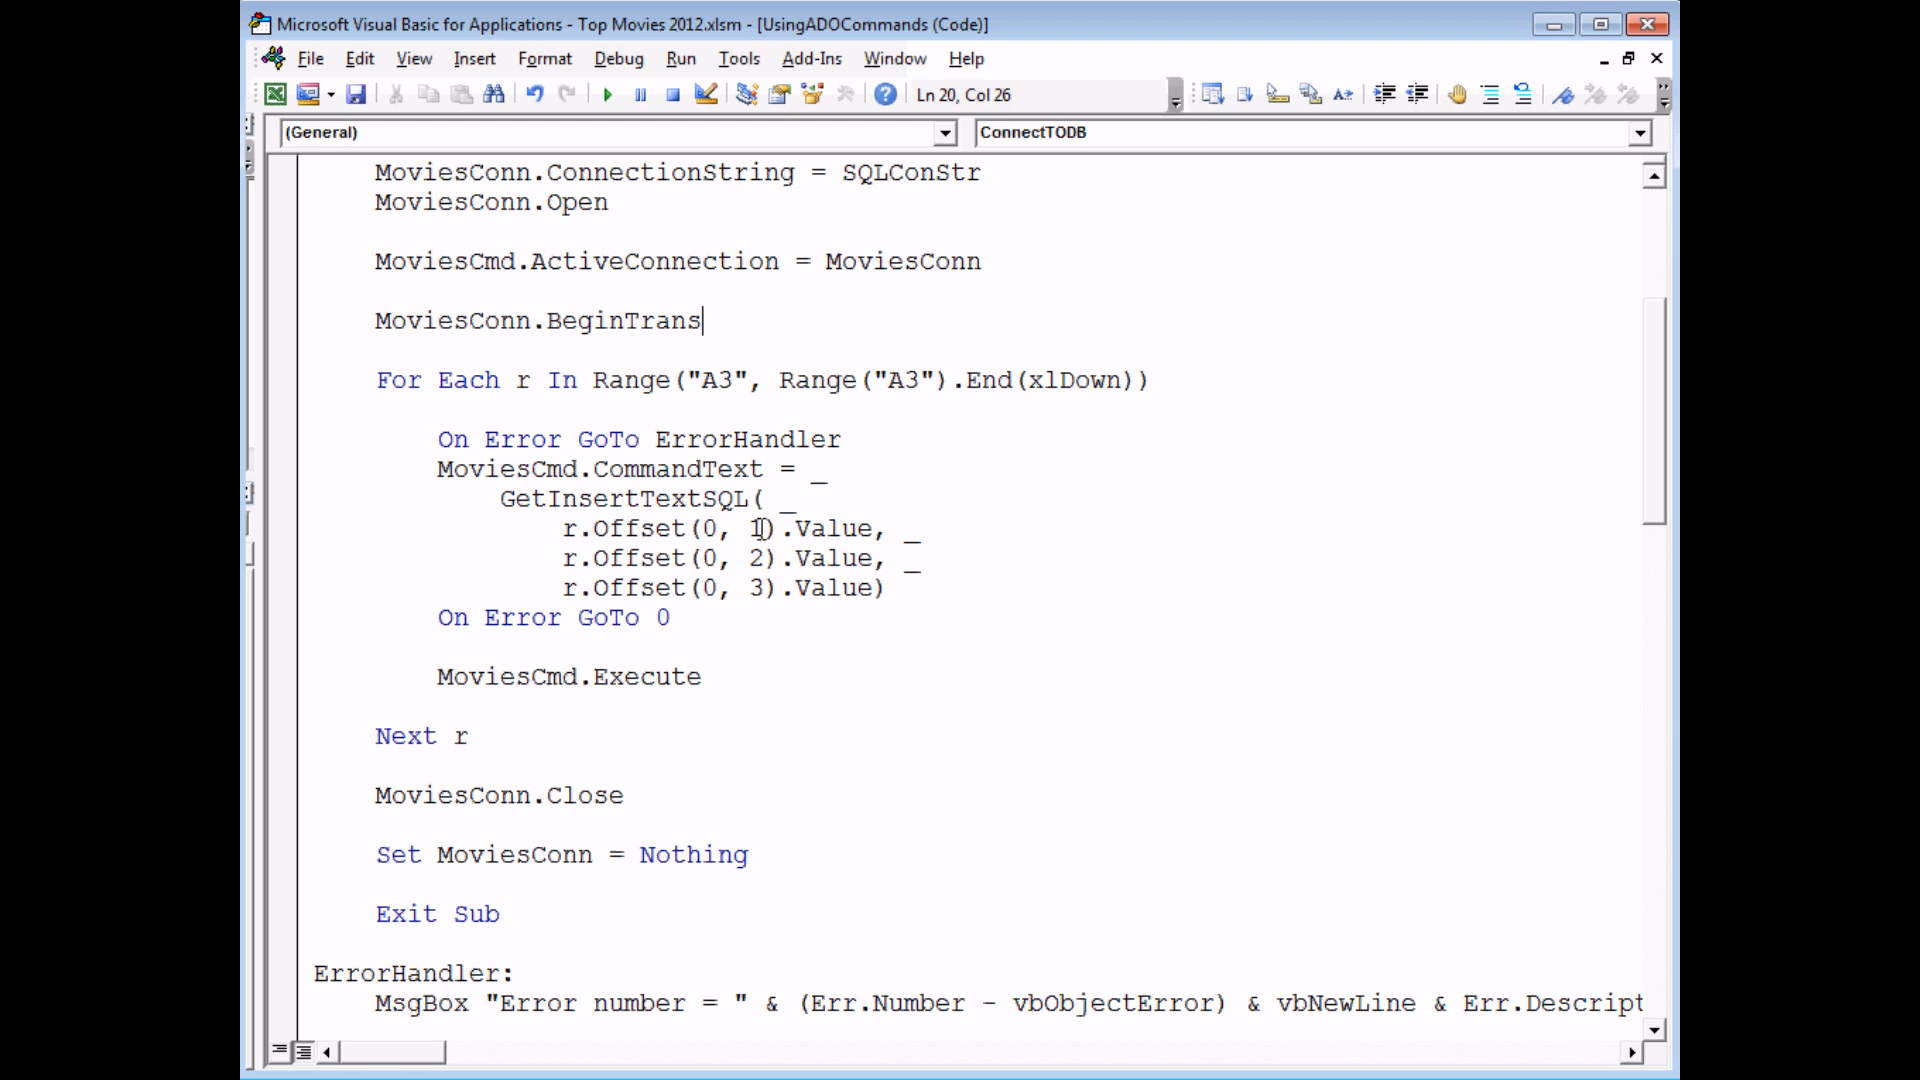 Microsoft Visual Basic for Applications - Top Movies 2012.xlsm - [UsingADOCommands (Code)]
File Edit View Insert Format Debug Run Tools Add-Ins Window Help
Ln 20, Col 26
(General) ConnectTODB
MoviesConn.ConnectionString = SQLConStr
MoviesConn.Open
MoviesCmd.ActiveConnection = MoviesConn
MoviesConn.BeginTrans
For Each r In Range("A3", Range("A3").End(xlDown))
On Error GoTo ErrorHandler
MoviesCmd.CommandText = _
GetInsertTextSQL( _
r.Offset(0, 1).Value, _
r.Offset(0, 2).Value, _
r.Offset(0, 3).Value)
On Error GoTo 0
MoviesCmd.Execute
Next r
MoviesConn.Close
Set MoviesConn = Nothing
Exit Sub
ErrorHandler:
MsgBox "Error number = " & (Err.Number - vbObjectError) & vbNewLine & Err.Descript